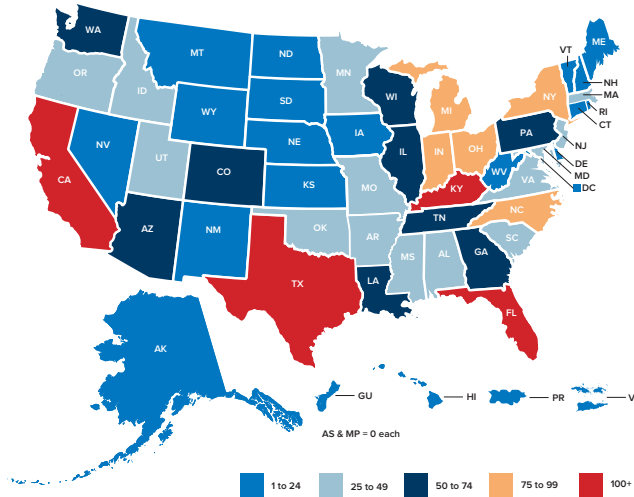 WA
MT
ND
MN
ME
VT
OR
ID
WY
SD
WI
MI
NY
NH
MA
RI
CT
NV
UT
CO
NE
IA
IL
IN
OH
PA
NJ
DE
MD
DC
CA
KS
MO
KY
WV
VA
AZ
NM
OK
AR
TN
NC
SC
TX
LA
MS
AL
GA
FL
AK
GU
HI
PR
V
AS & MP = 0 each
1 to 24
25 to 49
50 to 74
75 to 99
100+